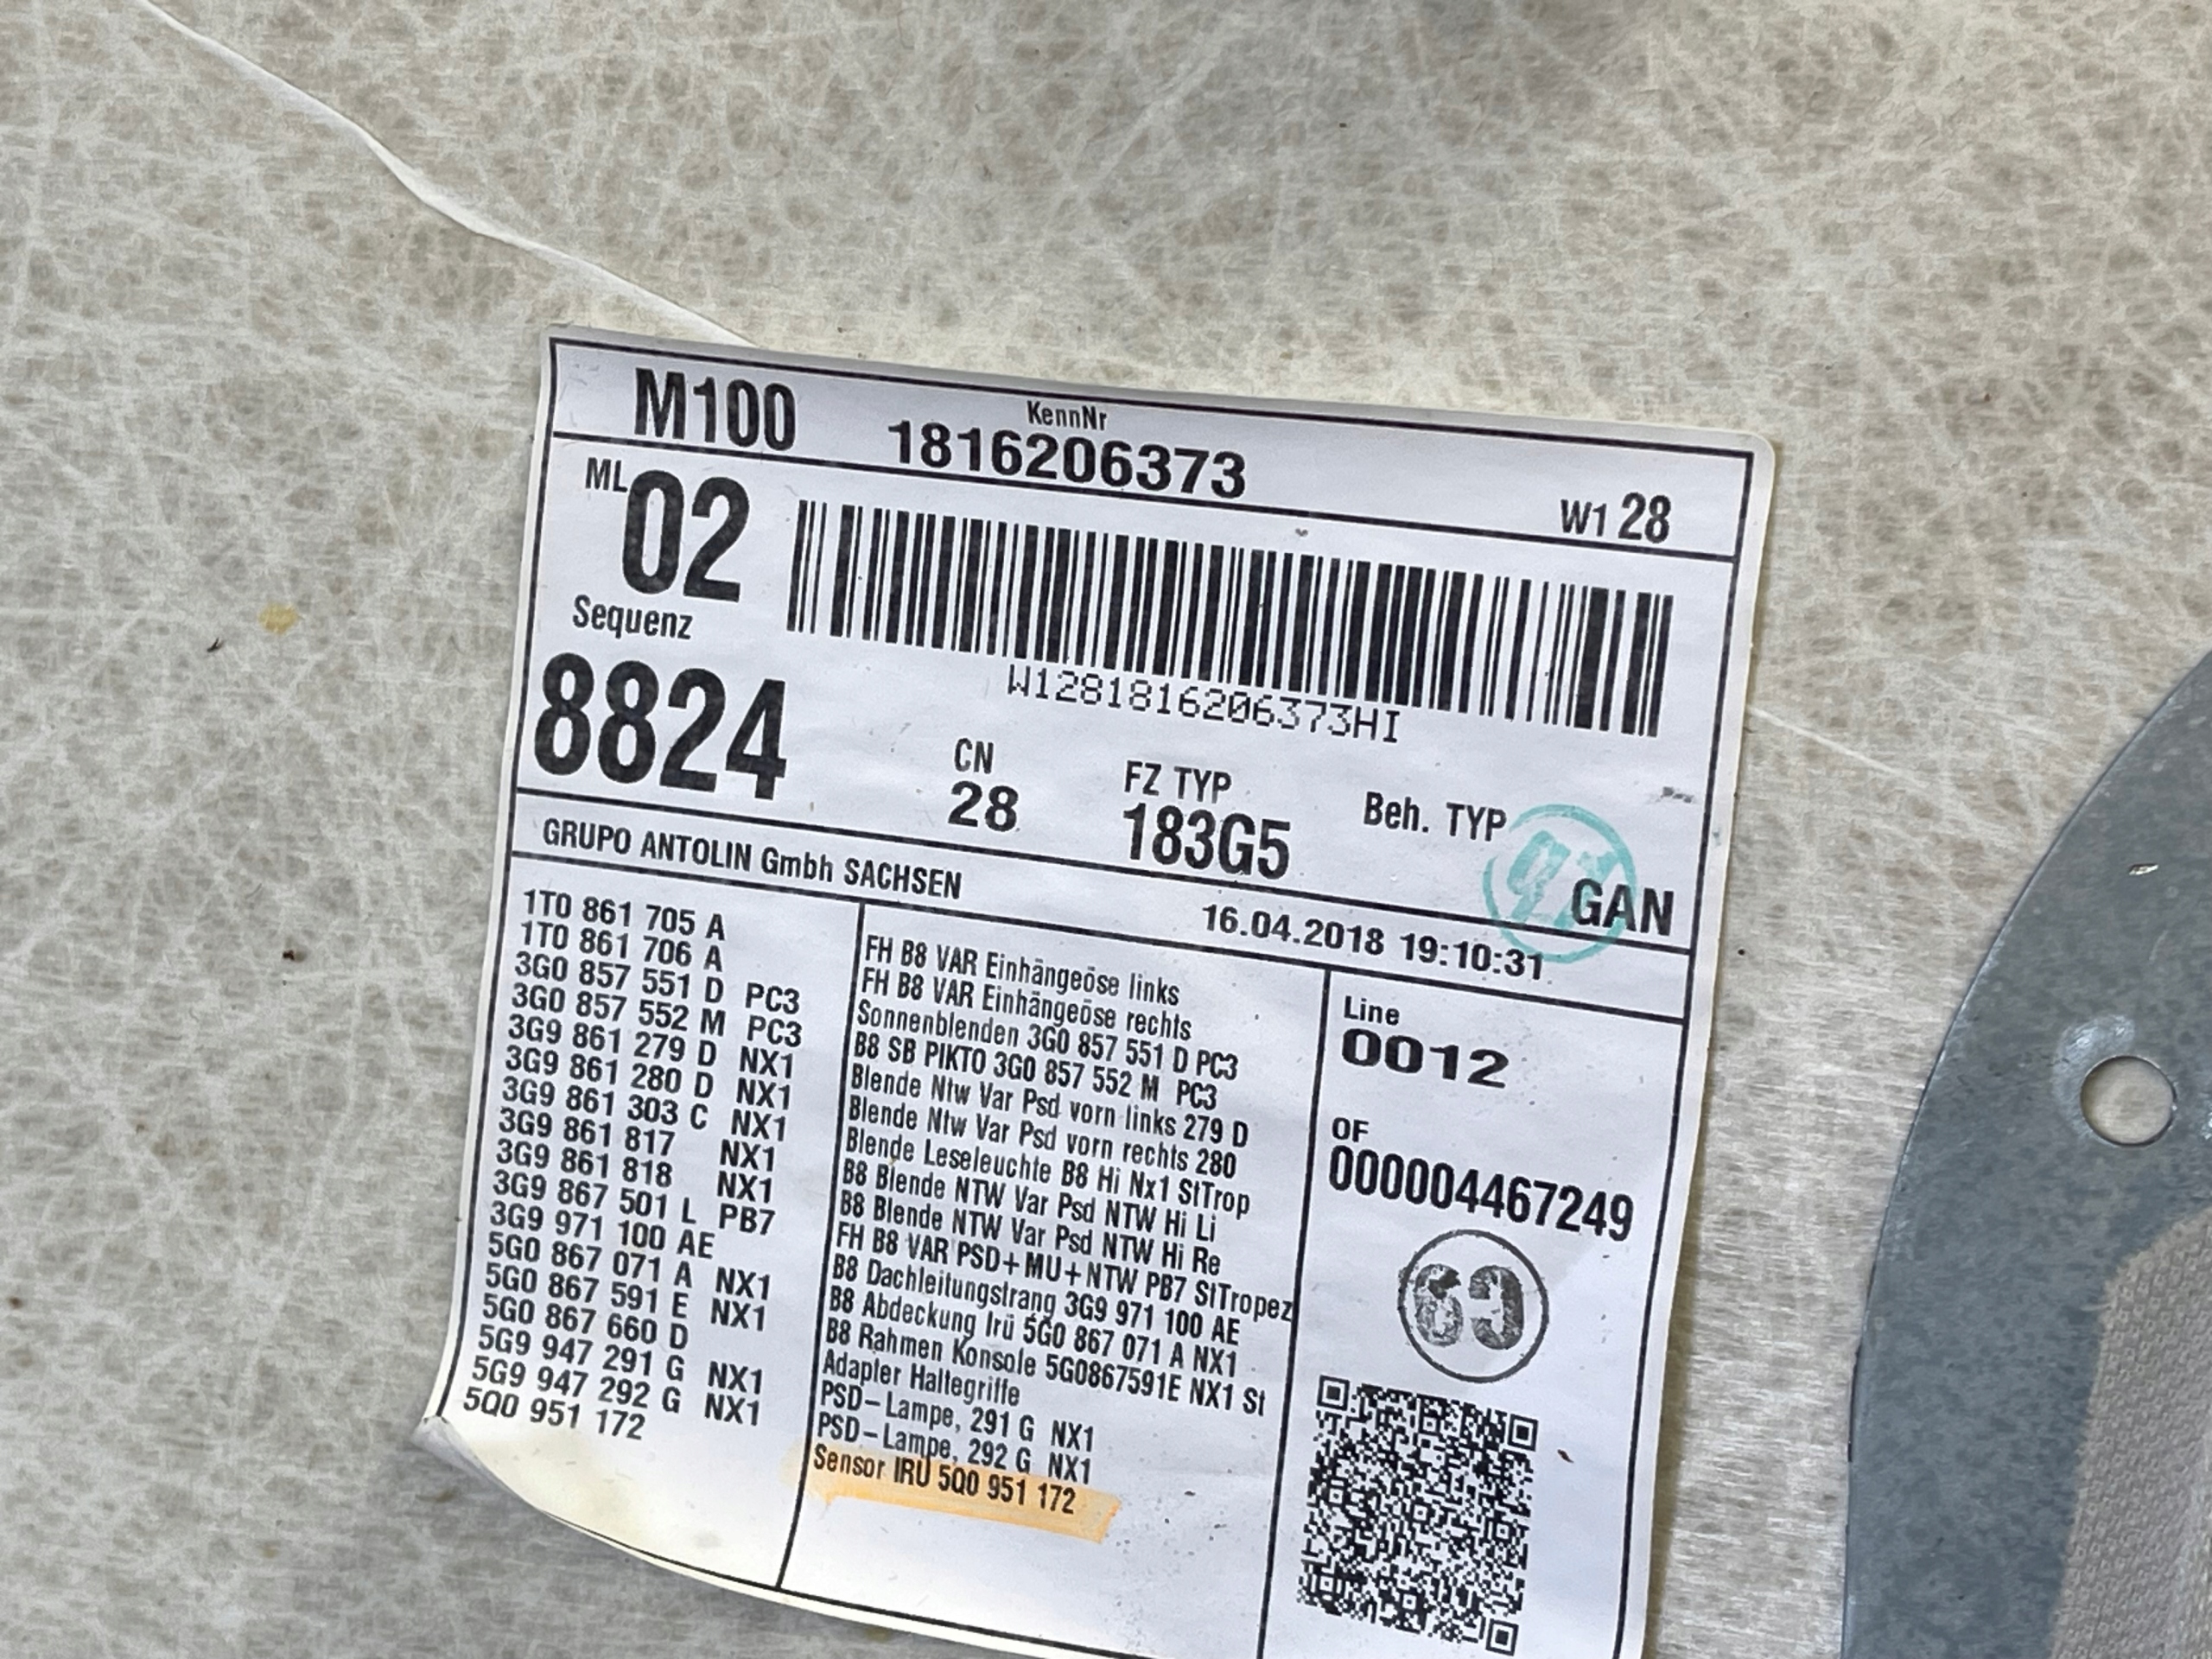 M100
KennNr
1816206373
W1 28
ML 02
Sequenz
8824
W1281816206373HI
CN
28
FZ TYP
183G5
Beh. TYP
GAN
GRUPO ANTOLIN Gmbh SACHSEN
16.04.2018 19:10:31
1T0 861 705 A
1T0 861 706 A
3G0 857 551 D PC3
3G0 857 552 M PC3
3G9 861 279 D NX1
3G9 861 280 D NX1
3G9 861 303 C NX1
3G9 861 817 NX1
3G9 861 818 NX1
3G9 867 501 L PB7
3G9 971 100 AE
5G0 867 071 A NX1
5G0 867 591 E NX1
5G0 867 660 D
5G9 947 291 G NX1
5G9 947 292 G NX1
5Q0 951 172
FH B8 VAR Einhängeöse links
FH B8 VAR Einhängeöse rechts
Sonnenblenden 3G0 857 551 D PC3
B8 SB PIKTO 3G0 857 552 M PC3
Blende Ntw Var Psd vorn links 279 D
Blende Ntw Var Psd vorn rechts 280
Blende Leseleuchte B8 Hi Nx1 StTrop
B8 Blende NTW Var Psd NTW Hi Li
B8 Blende NTW Var Psd NTW Hi Re
FH B8 VAR PSD+MU+NTW PB7 StTropez
B8 Dachleitungstrang 3G9 971 100 AE
B8 Abdeckung Irü 5G0 867 071 A NX1
B8 Rahmen Konsole 5G0867591E NX1 St
Adapter Haltegriffe
PSD-Lampe, 291 G NX1
PSD-Lampe, 292 G NX1
Sensor IRÜ 5Q0 951 172
Line
0012
OF
000004467249